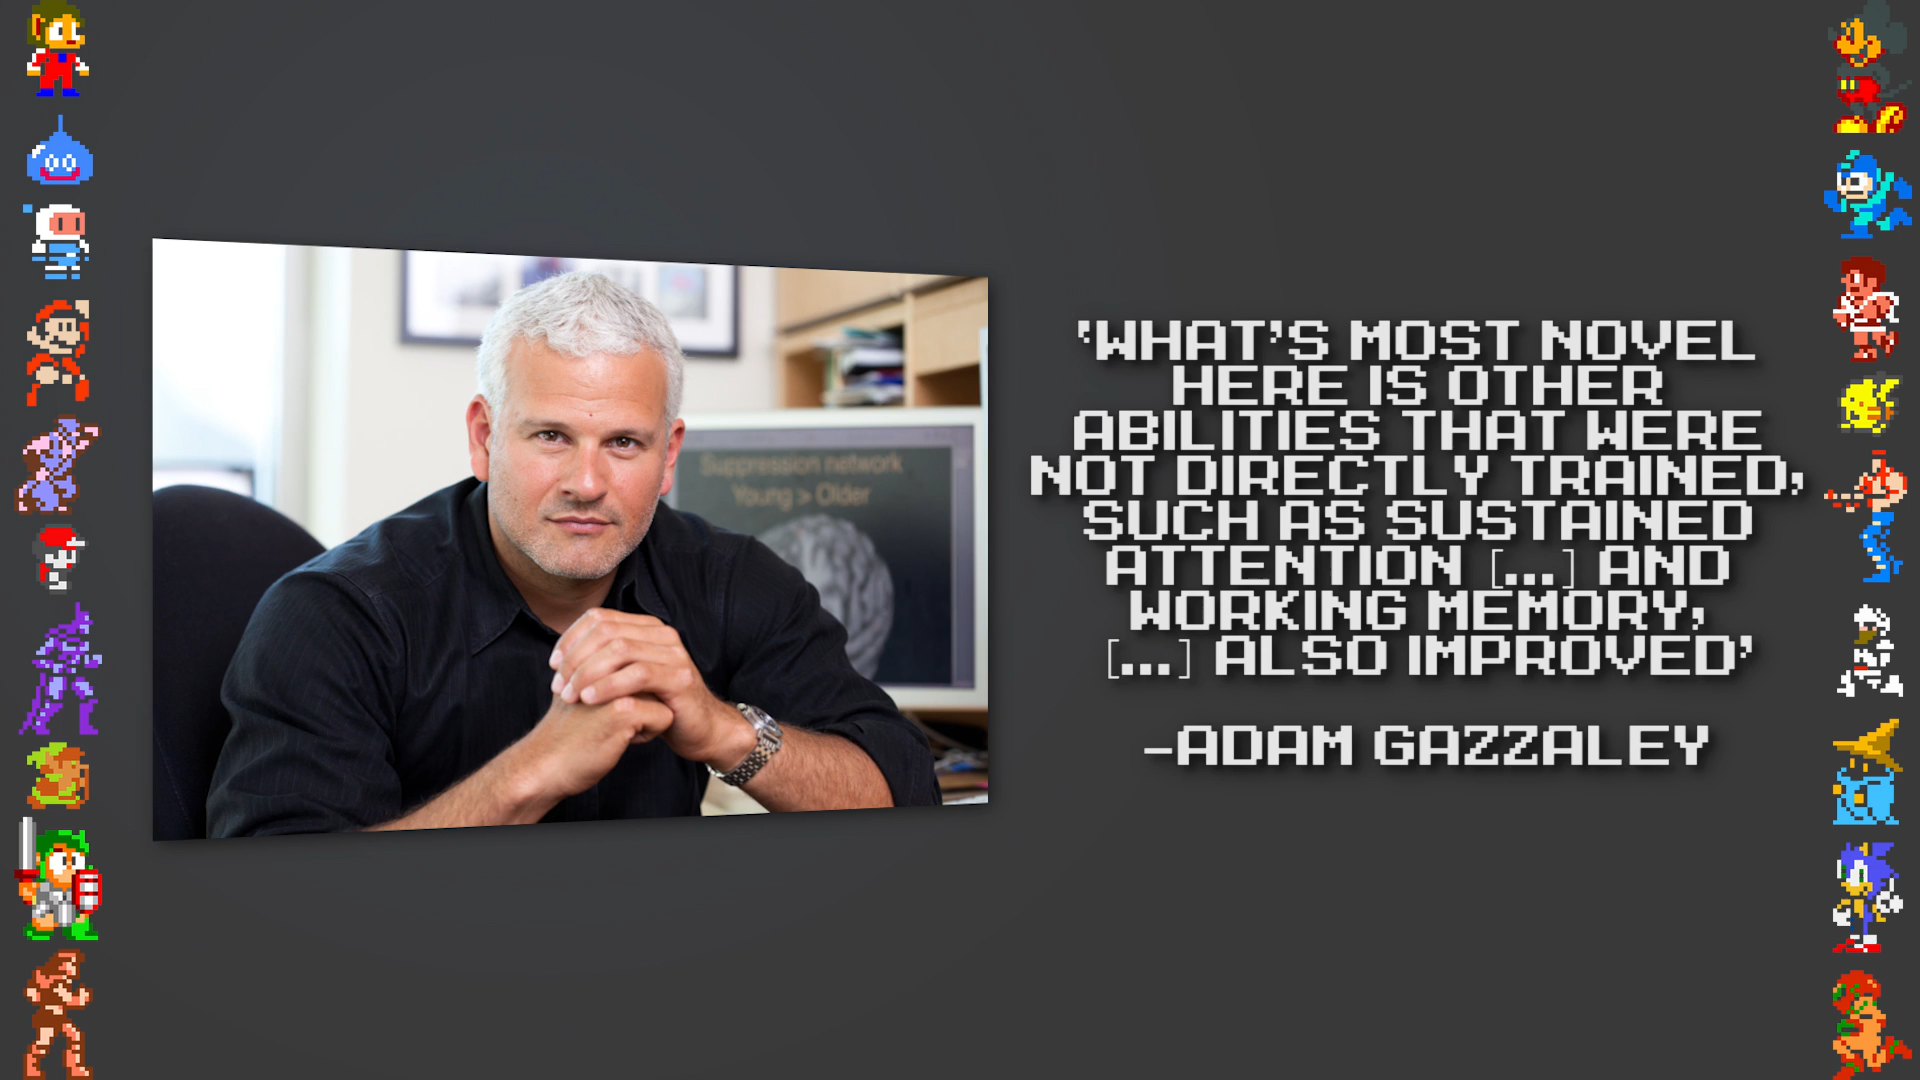 Suppression network
Young > Older
'WHAT'S MOST NOVEL
HERE IS OTHER
ABILITIES THAT WERE
NOT DIRECTLY TRAINED,
SUCH AS SUSTAINED
ATTENTION [...] AND
WORKING MEMORY,
[...] ALSO IMPROVED'
-ADAM GAZZALEY